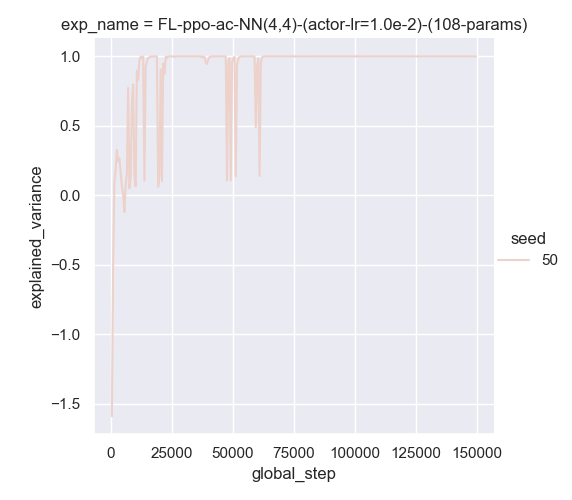 exp_name = FL-ppo-ac-NN(4,4)-(actor-lr=1.0e-2)-(108-params)
1.0
0.5
0.0
−0.5
−1.0
−1.5
explained_variance
0 25000 50000 75000 100000 125000 150000
global_step
seed
50